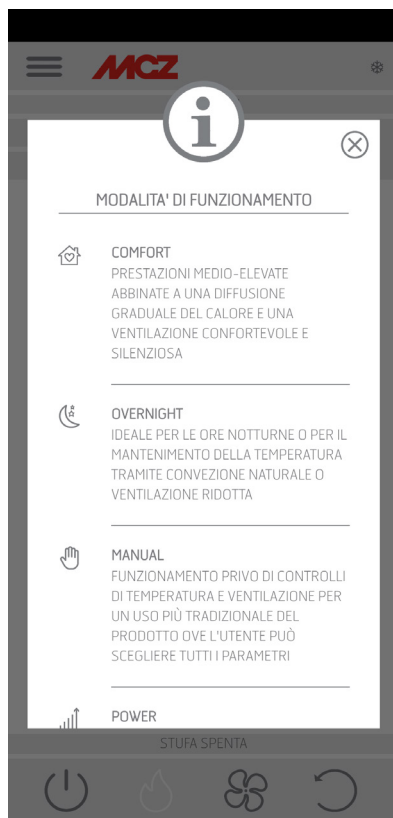 MCZ
i
MODALITA' DI FUNZIONAMENTO
COMFORT
PRESTAZIONI MEDIO-ELEVATE
ABBINATE A UNA DIFFUSIONE
GRADUALE DEL CALORE E UNA
VENTILAZIONE CONFORTEVOLE E
SILENZIOSA
OVERNIGHT
IDEALE PER LE ORE NOTTURNE O PER IL
MANTENIMENTO DELLA TEMPERATURA
TRAMITE CONVEZIONE NATURALE O
VENTILAZIONE RIDOTTA
MANUAL
FUNZIONAMENTO PRIVO DI CONTROLLI
DI TEMPERATURA E VENTILAZIONE PER
UN USO PIÙ TRADIZIONALE DEL
PRODOTTO OVE L'UTENTE PUÒ
SCEGLIERE TUTTI I PARAMETRI
POWER
STUFA SPENTA